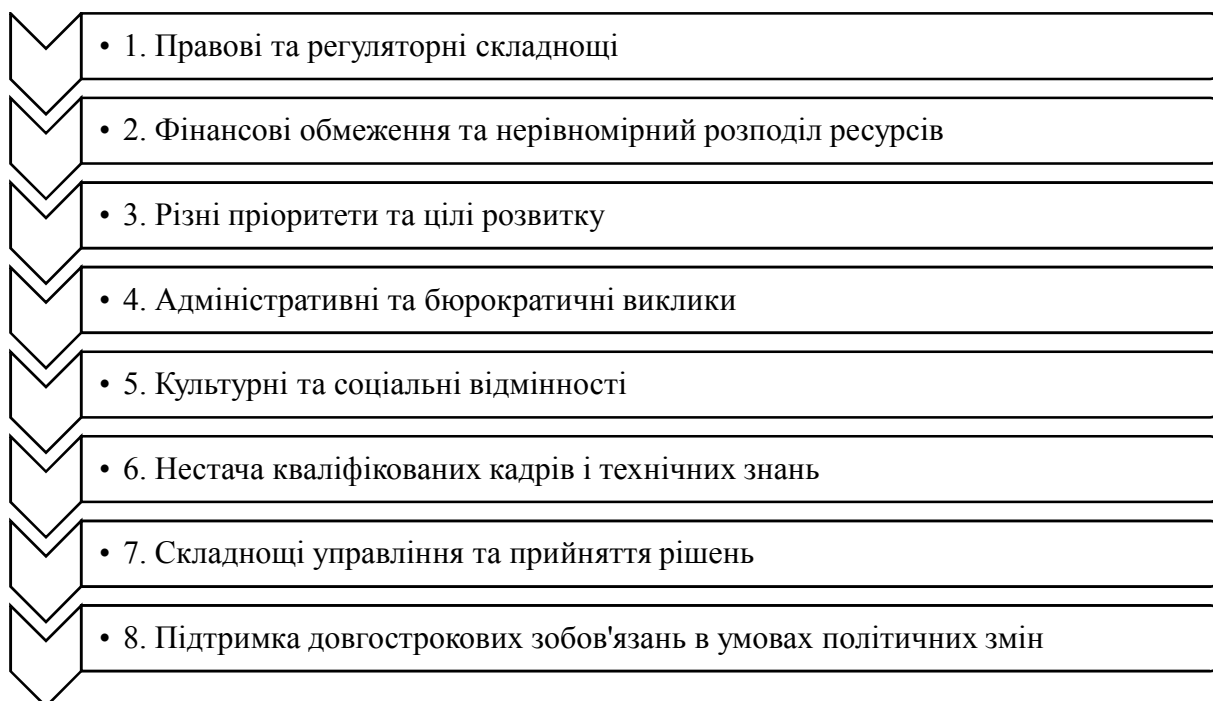 • 1. Правові та регуляторні складнощі
• 2. Фінансові обмеження та нерівномірний розподіл ресурсів
• 3. Різні пріоритети та цілі розвитку
• 4. Адміністративні та бюрократичні виклики
• 5. Культурні та соціальні відмінності
• 6. Нестача кваліфікованих кадрів і технічних знань
• 7. Складнощі управління та прийняття рішень
• 8. Підтримка довгострокових зобов'язань в умовах політичних змін